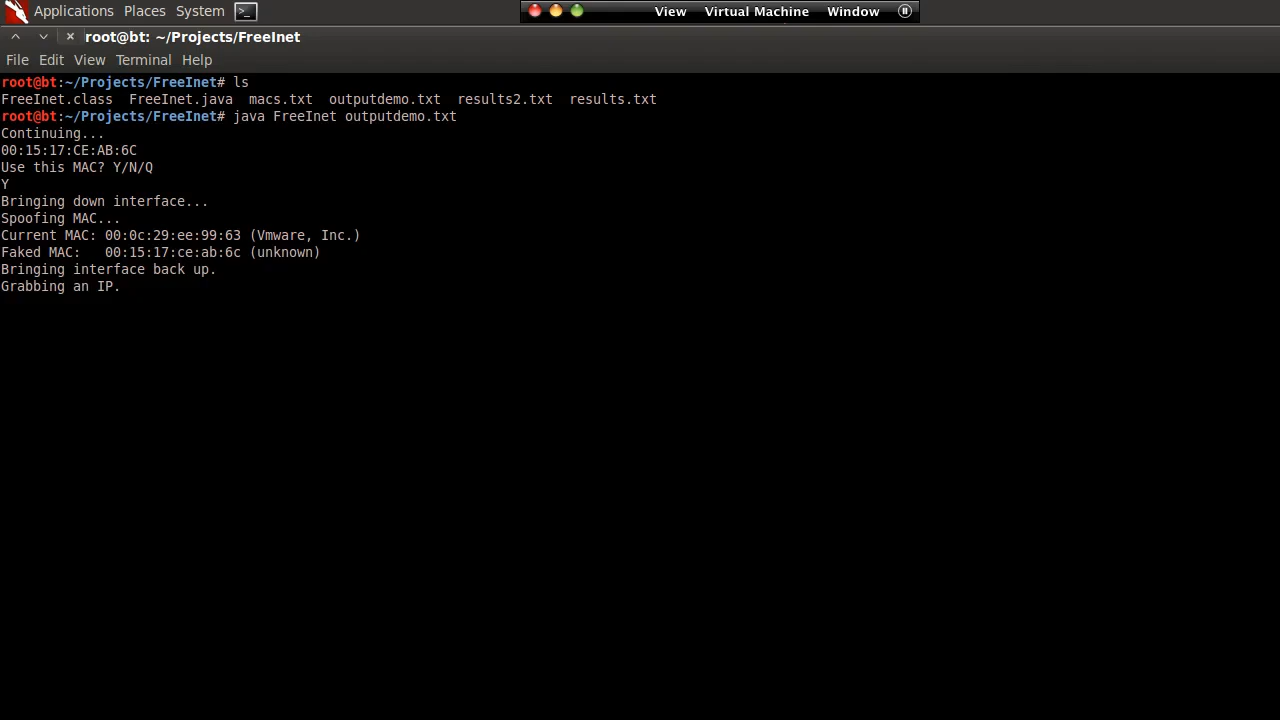 Applications Places System
View Virtual Machine Window
root@bt: ~/Projects/FreeInet
File Edit View Terminal Help
root@bt:~/Projects/FreeInet# ls
FreeInet.class  FreeInet.java  macs.txt  outputdemo.txt  results2.txt  results.txt
root@bt:~/Projects/FreeInet# java FreeInet outputdemo.txt
Continuing...
00:15:17:CE:AB:6C
Use this MAC? Y/N/Q
Y
Bringing down interface...
Spoofing MAC...
Current MAC: 00:0c:29:ee:99:63 (Vmware, Inc.)
Faked MAC:   00:15:17:ce:ab:6c (unknown)
Bringing interface back up.
Grabbing an IP.